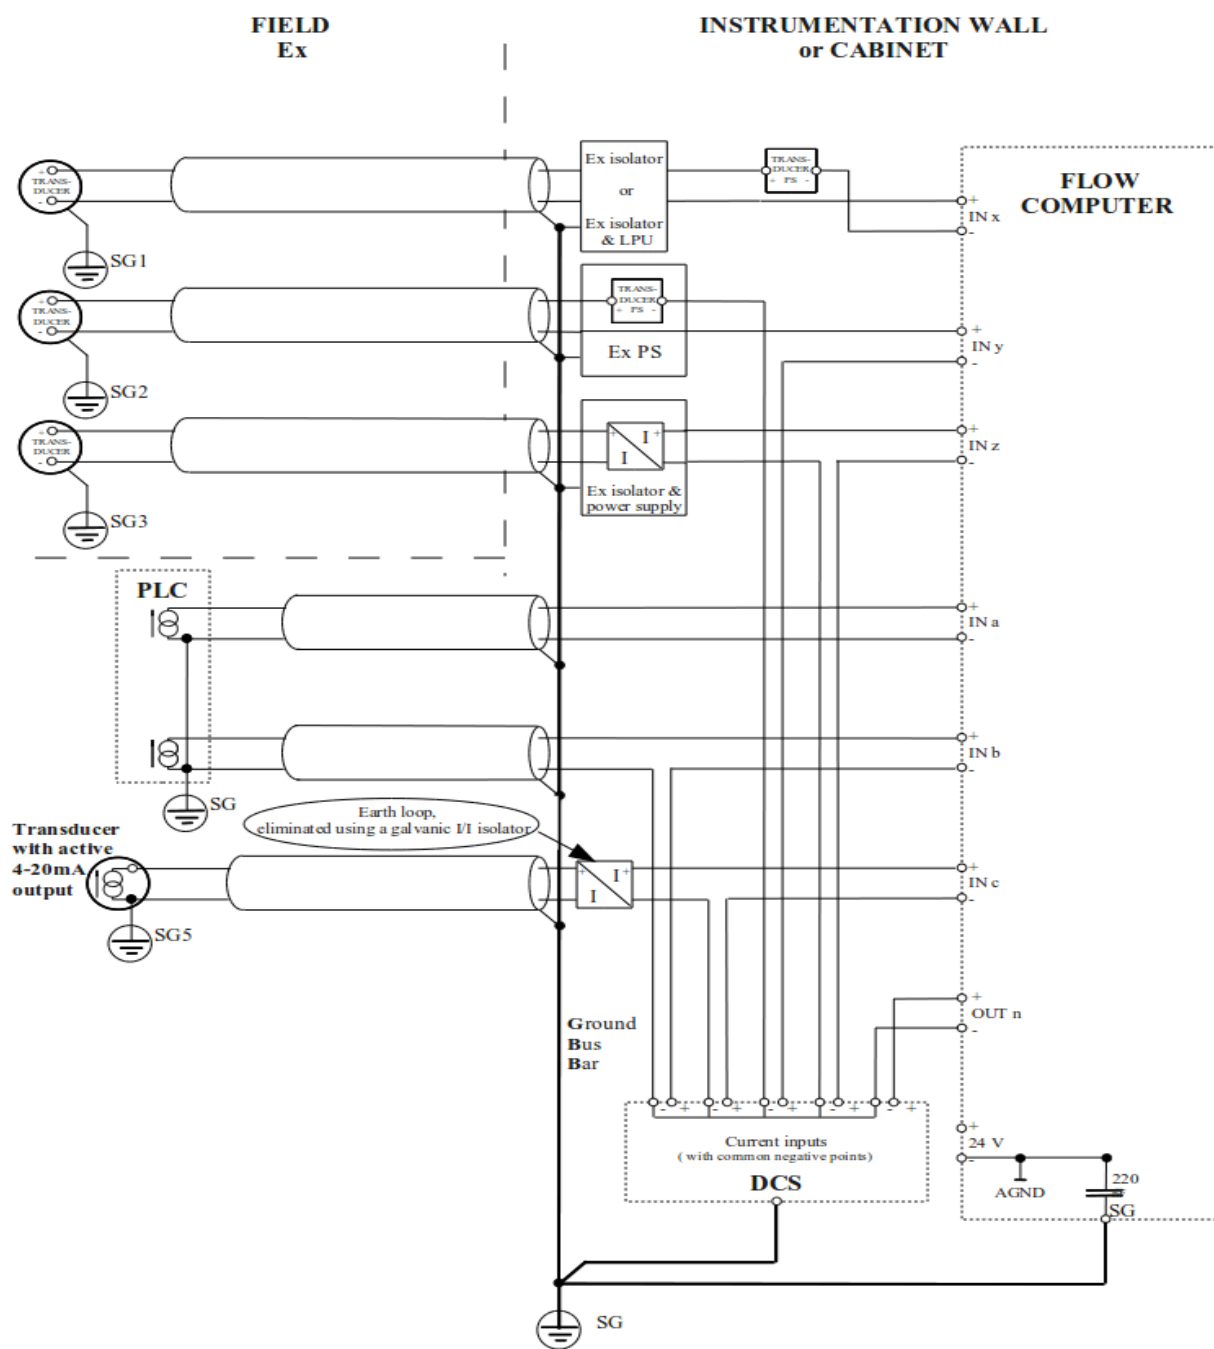 FIELD
Ex
INSTRUMENTATION WALL
or CABINET
+
TRANS-
DUCER
-
SG1
Ex isolator
or
Ex isolator
& LPU
TRANS-
DUCER
+ PS -
FLOW
COMPUTER
+
IN x
-
+
TRANS-
DUCER
-
SG2
TRANS-
DUCER
+ PS -
Ex PS
+
IN y
-
+
TRANS-
DUCER
-
SG3
+ I +
I
Ex isolator &
power supply
+
IN z
-
PLC
+
IN a
-
+
IN b
-
SG
Earth loop,
eliminated using a galvanic I/I isolator
Transducer
with active
4-20mA
output
SG5
+ I +
I
+
IN c
-
Ground
Bus
Bar
+
OUT n
-
- + - + - + - + - +
Current inputs
( with common negative points)
DCS
+
24 V
-
AGND
220
SG
SG